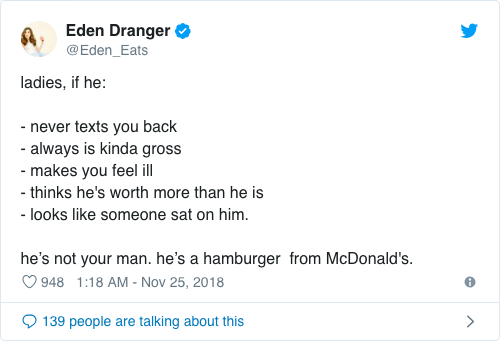 Eden Dranger
@Eden_Eats
ladies, if he:
- never texts you back
- always is kinda gross
- makes you feel ill
- thinks he's worth more than he is
- looks like someone sat on him.
he’s not your man. he’s a hamburger  from McDonald's.
948 1:18 AM - Nov 25, 2018
139 people are talking about this